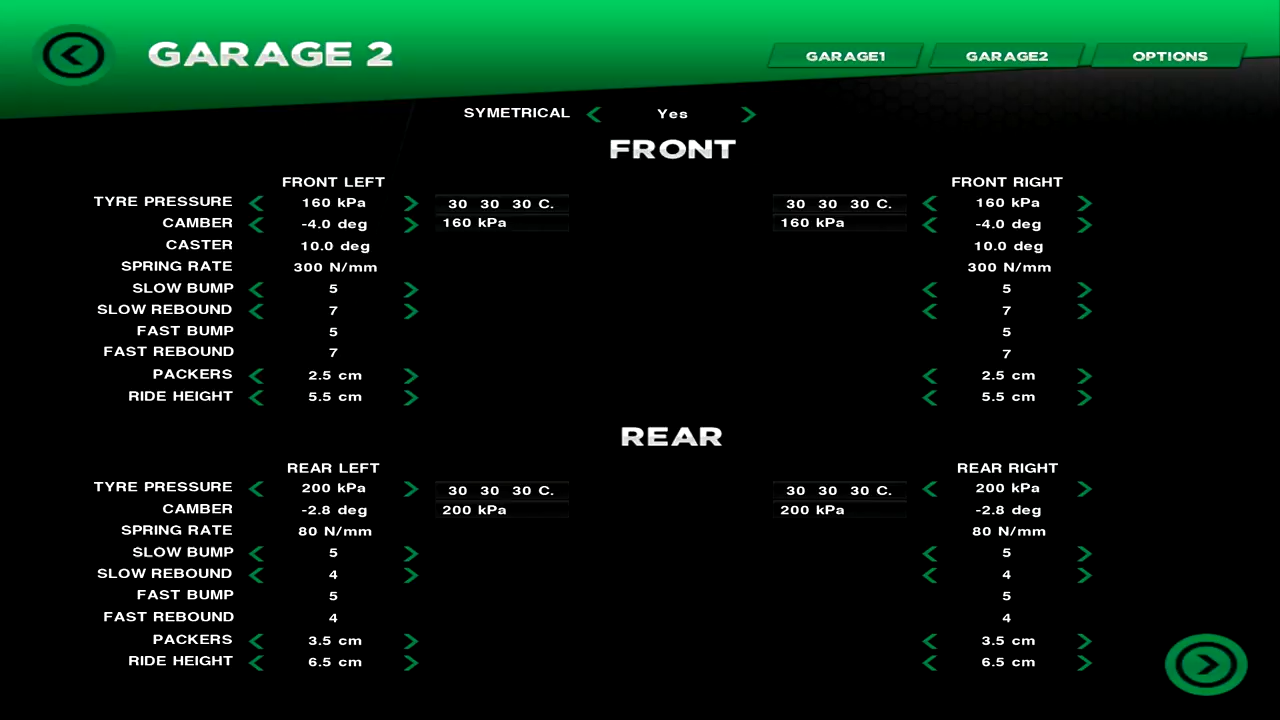 GARAGE 2
GARAGE1 GARAGE2 OPTIONS
SYMETRICAL Yes
FRONT
FRONT LEFT FRONT RIGHT
TYRE PRESSURE 160 kPa 30 30 30 C. 30 30 30 C. 160 kPa
CAMBER -4.0 deg 160 kPa 160 kPa -4.0 deg
CASTER 10.0 deg 10.0 deg
SPRING RATE 300 N/mm 300 N/mm
SLOW BUMP 5 5
SLOW REBOUND 7 7
FAST BUMP 5 5
FAST REBOUND 7 7
PACKERS 2.5 cm 2.5 cm
RIDE HEIGHT 5.5 cm 5.5 cm
REAR
REAR LEFT REAR RIGHT
TYRE PRESSURE 200 kPa 30 30 30 C. 30 30 30 C. 200 kPa
CAMBER -2.8 deg 200 kPa 200 kPa -2.8 deg
SPRING RATE 80 N/mm 80 N/mm
SLOW BUMP 5 5
SLOW REBOUND 4 4
FAST BUMP 5 5
FAST REBOUND 4 4
PACKERS 3.5 cm 3.5 cm
RIDE HEIGHT 6.5 cm 6.5 cm